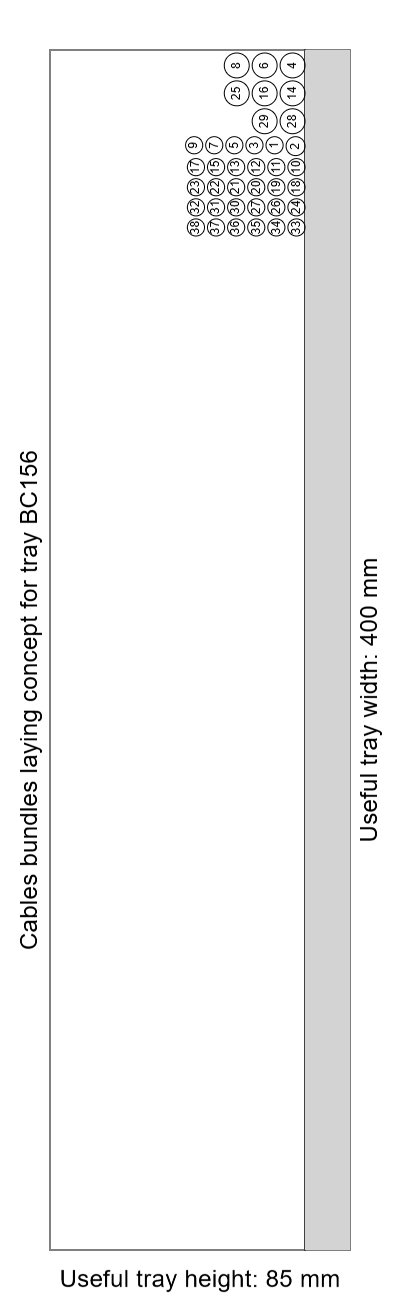 Cables bundles laying concept for tray BC156
8 6 4
25 16 14
29 28
9 7 5 3 1 2
17 15 13 12 11 10
23 22 21 20 19 18
32 31 30 27 26 24
38 37 36 35 34 33
Useful tray width: 400 mm
Useful tray height: 85 mm